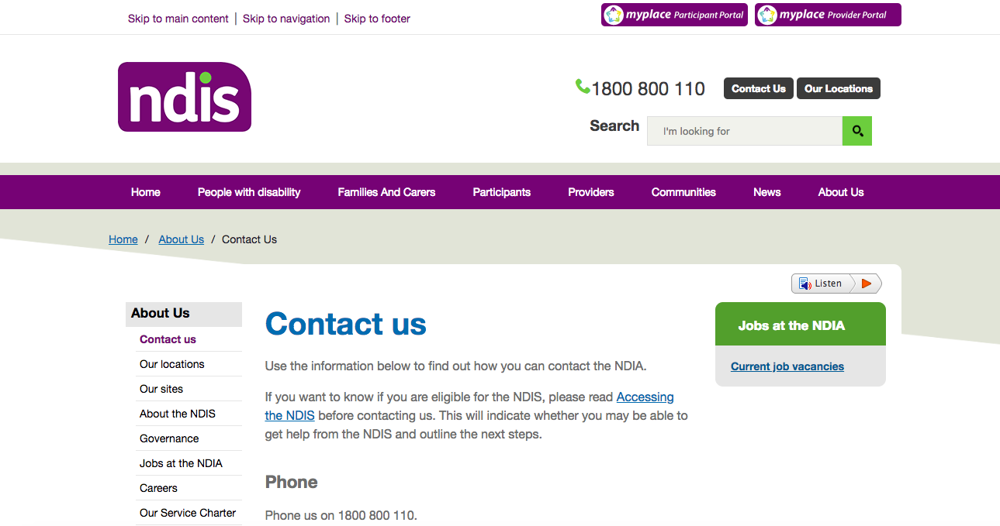 Skip to main content | Skip to navigation | Skip to footer
myplace Participant Portal
myplace Provider Portal
ndis
1800 800 110
Contact Us
Our Locations
Search
I'm looking for
Home
People with disability
Families And Carers
Participants
Providers
Communities
News
About Us
Home / About Us / Contact Us
Listen
About Us
Contact us
Our locations
Our sites
About the NDIS
Governance
Jobs at the NDIA
Careers
Our Service Charter
Contact us
Use the information below to find out how you can contact the NDIA.
If you want to know if you are eligible for the NDIS, please read Accessing
the NDIS before contacting us. This will indicate whether you may be able to
get help from the NDIS and outline the next steps.
Phone
Phone us on 1800 800 110.
Jobs at the NDIA
Current job vacancies